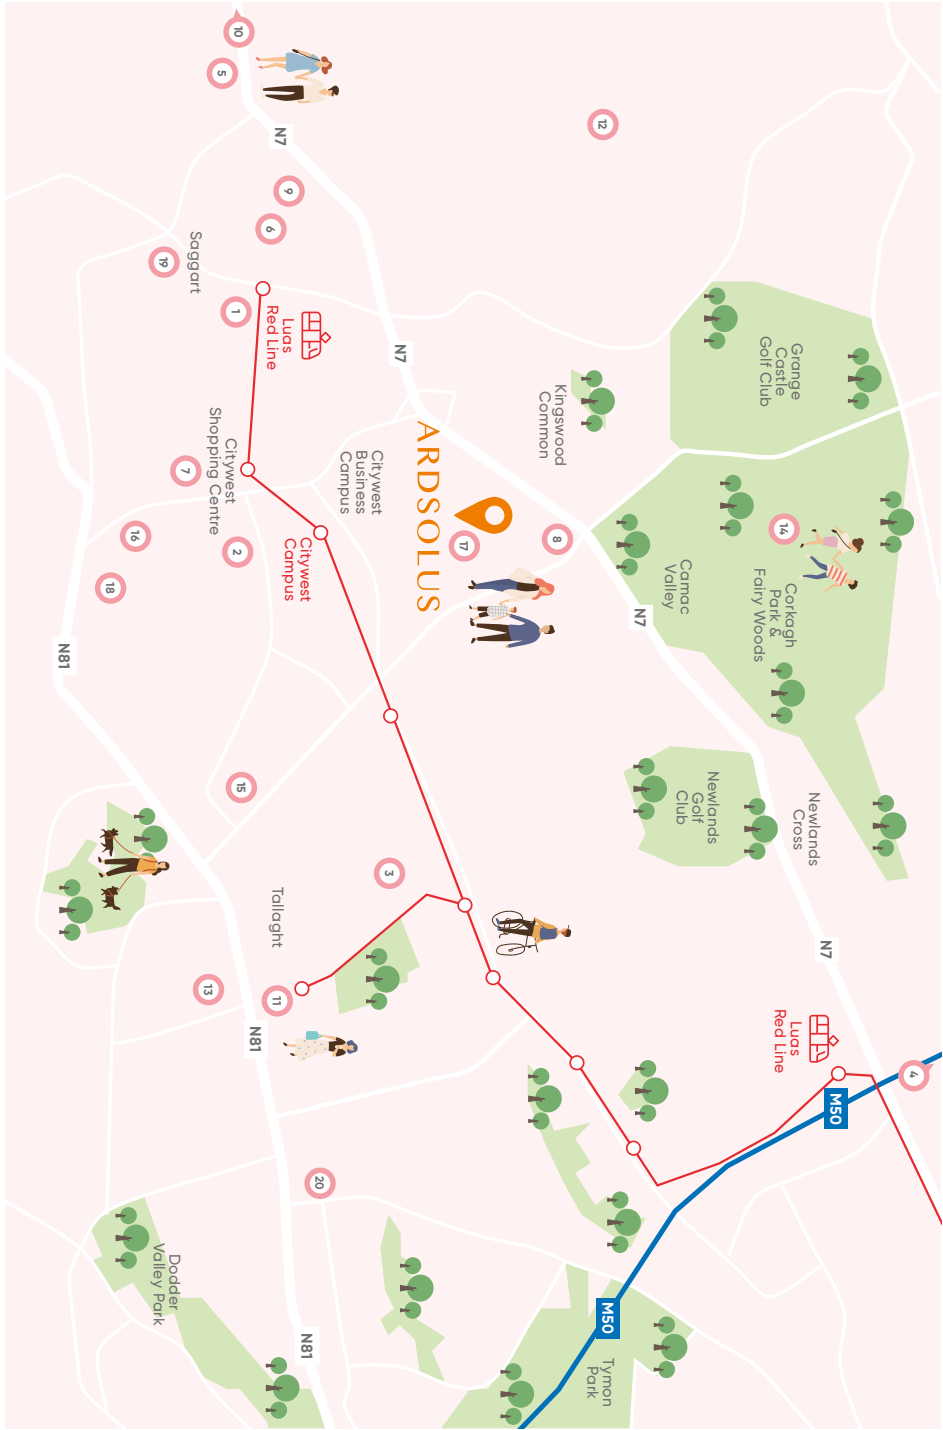 10
5
N7
12
9
6
Saggart
19
1
Luas
Red Line
N7
Grange
Castle
Golf Club
Kingswood
Common
Citywest
Shopping Centre
7
Citywest
Business
Campus
ARDSOLUS
17
8
14
16
2
18
Citywest
Campus
Camac
Valley
N7
Corkagh
Park &
Fairy Woods
N81
15
Newlands
Golf
Club
Newlands
Cross
3
Tallaght
N7
13
11
N81
Luas
Red Line
4
M50
20
Dodder
Valley Park
M50
N81
Tymon
Park